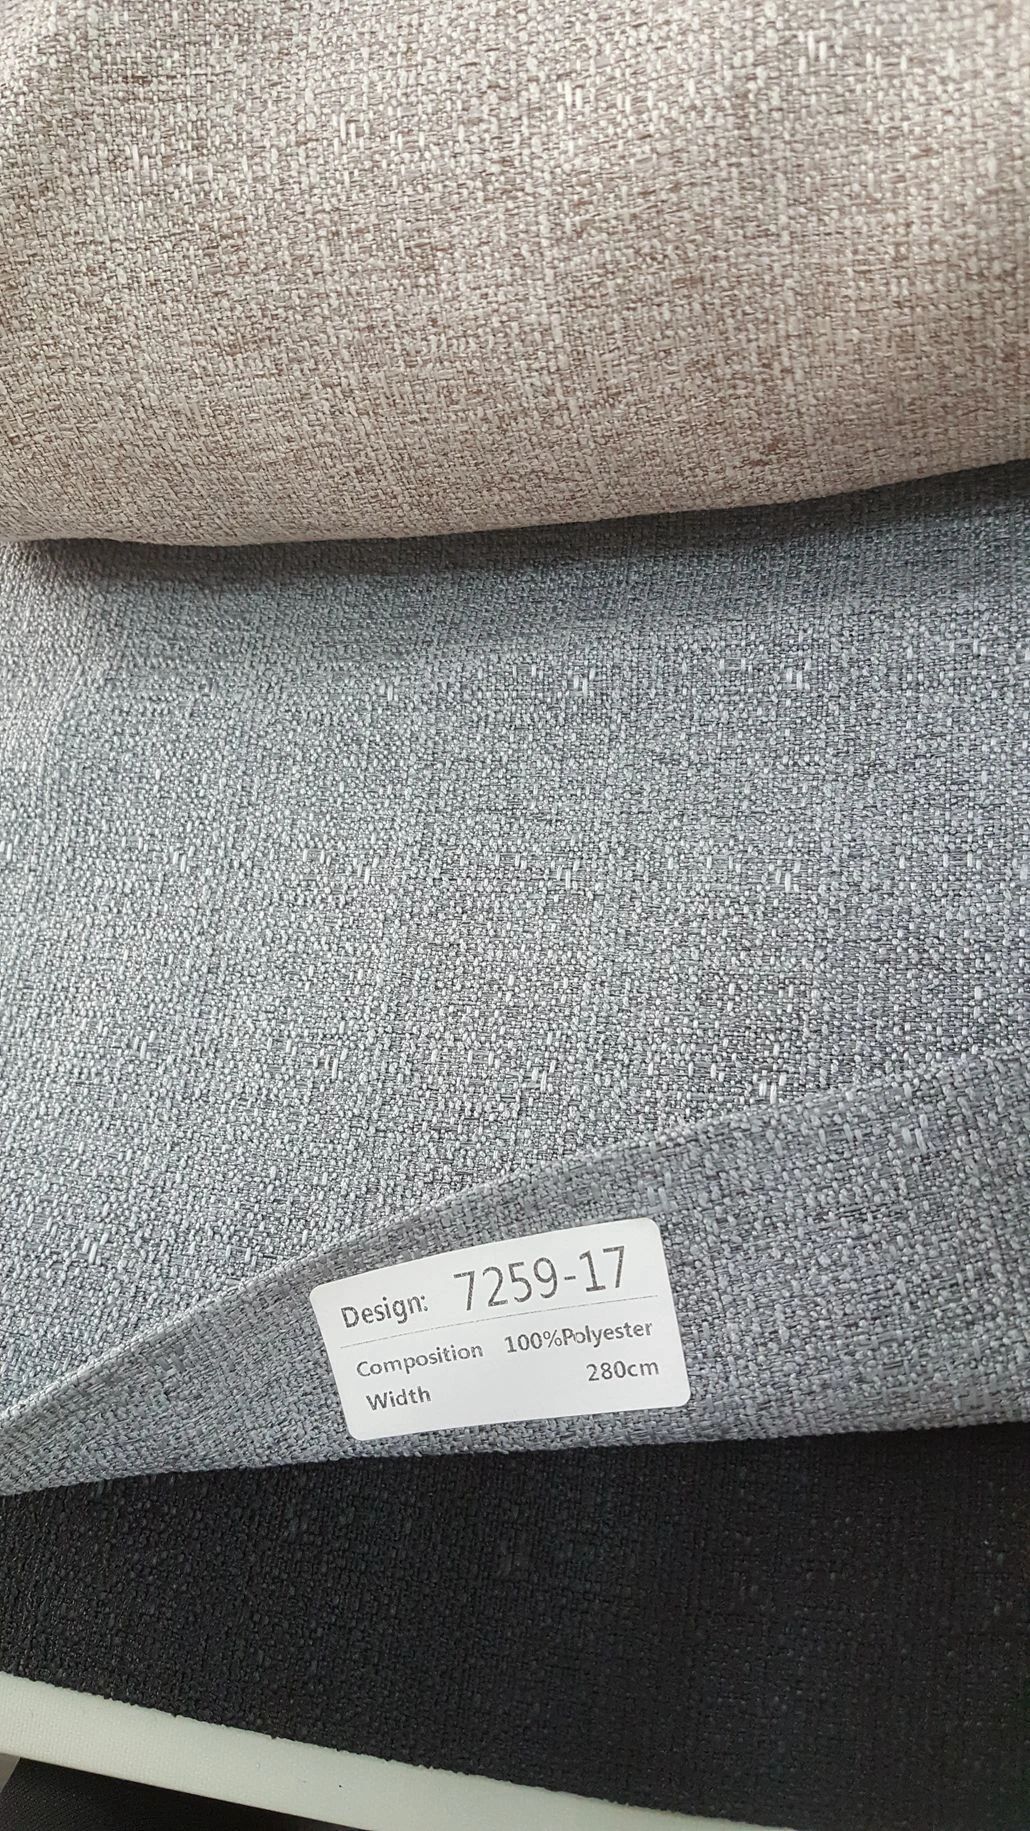 Design: 7259-17
Composition 100%Polyester
Width 280cm